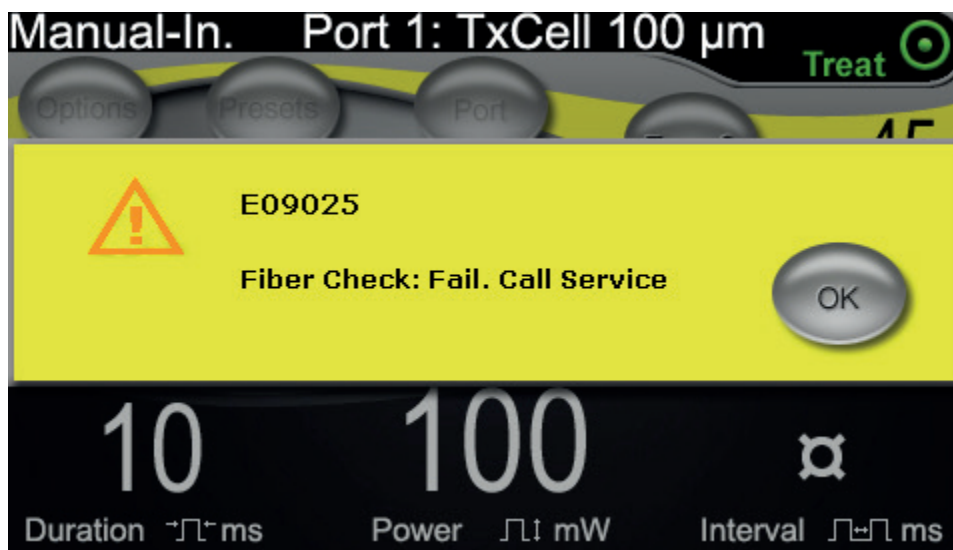 Manual-In. Port 1: TxCell 100 µm
Treat
Options Presets Port
E09025
Fiber Check: Fail. Call Service
OK
10 100 ¤
Duration ms Power mW Interval ms